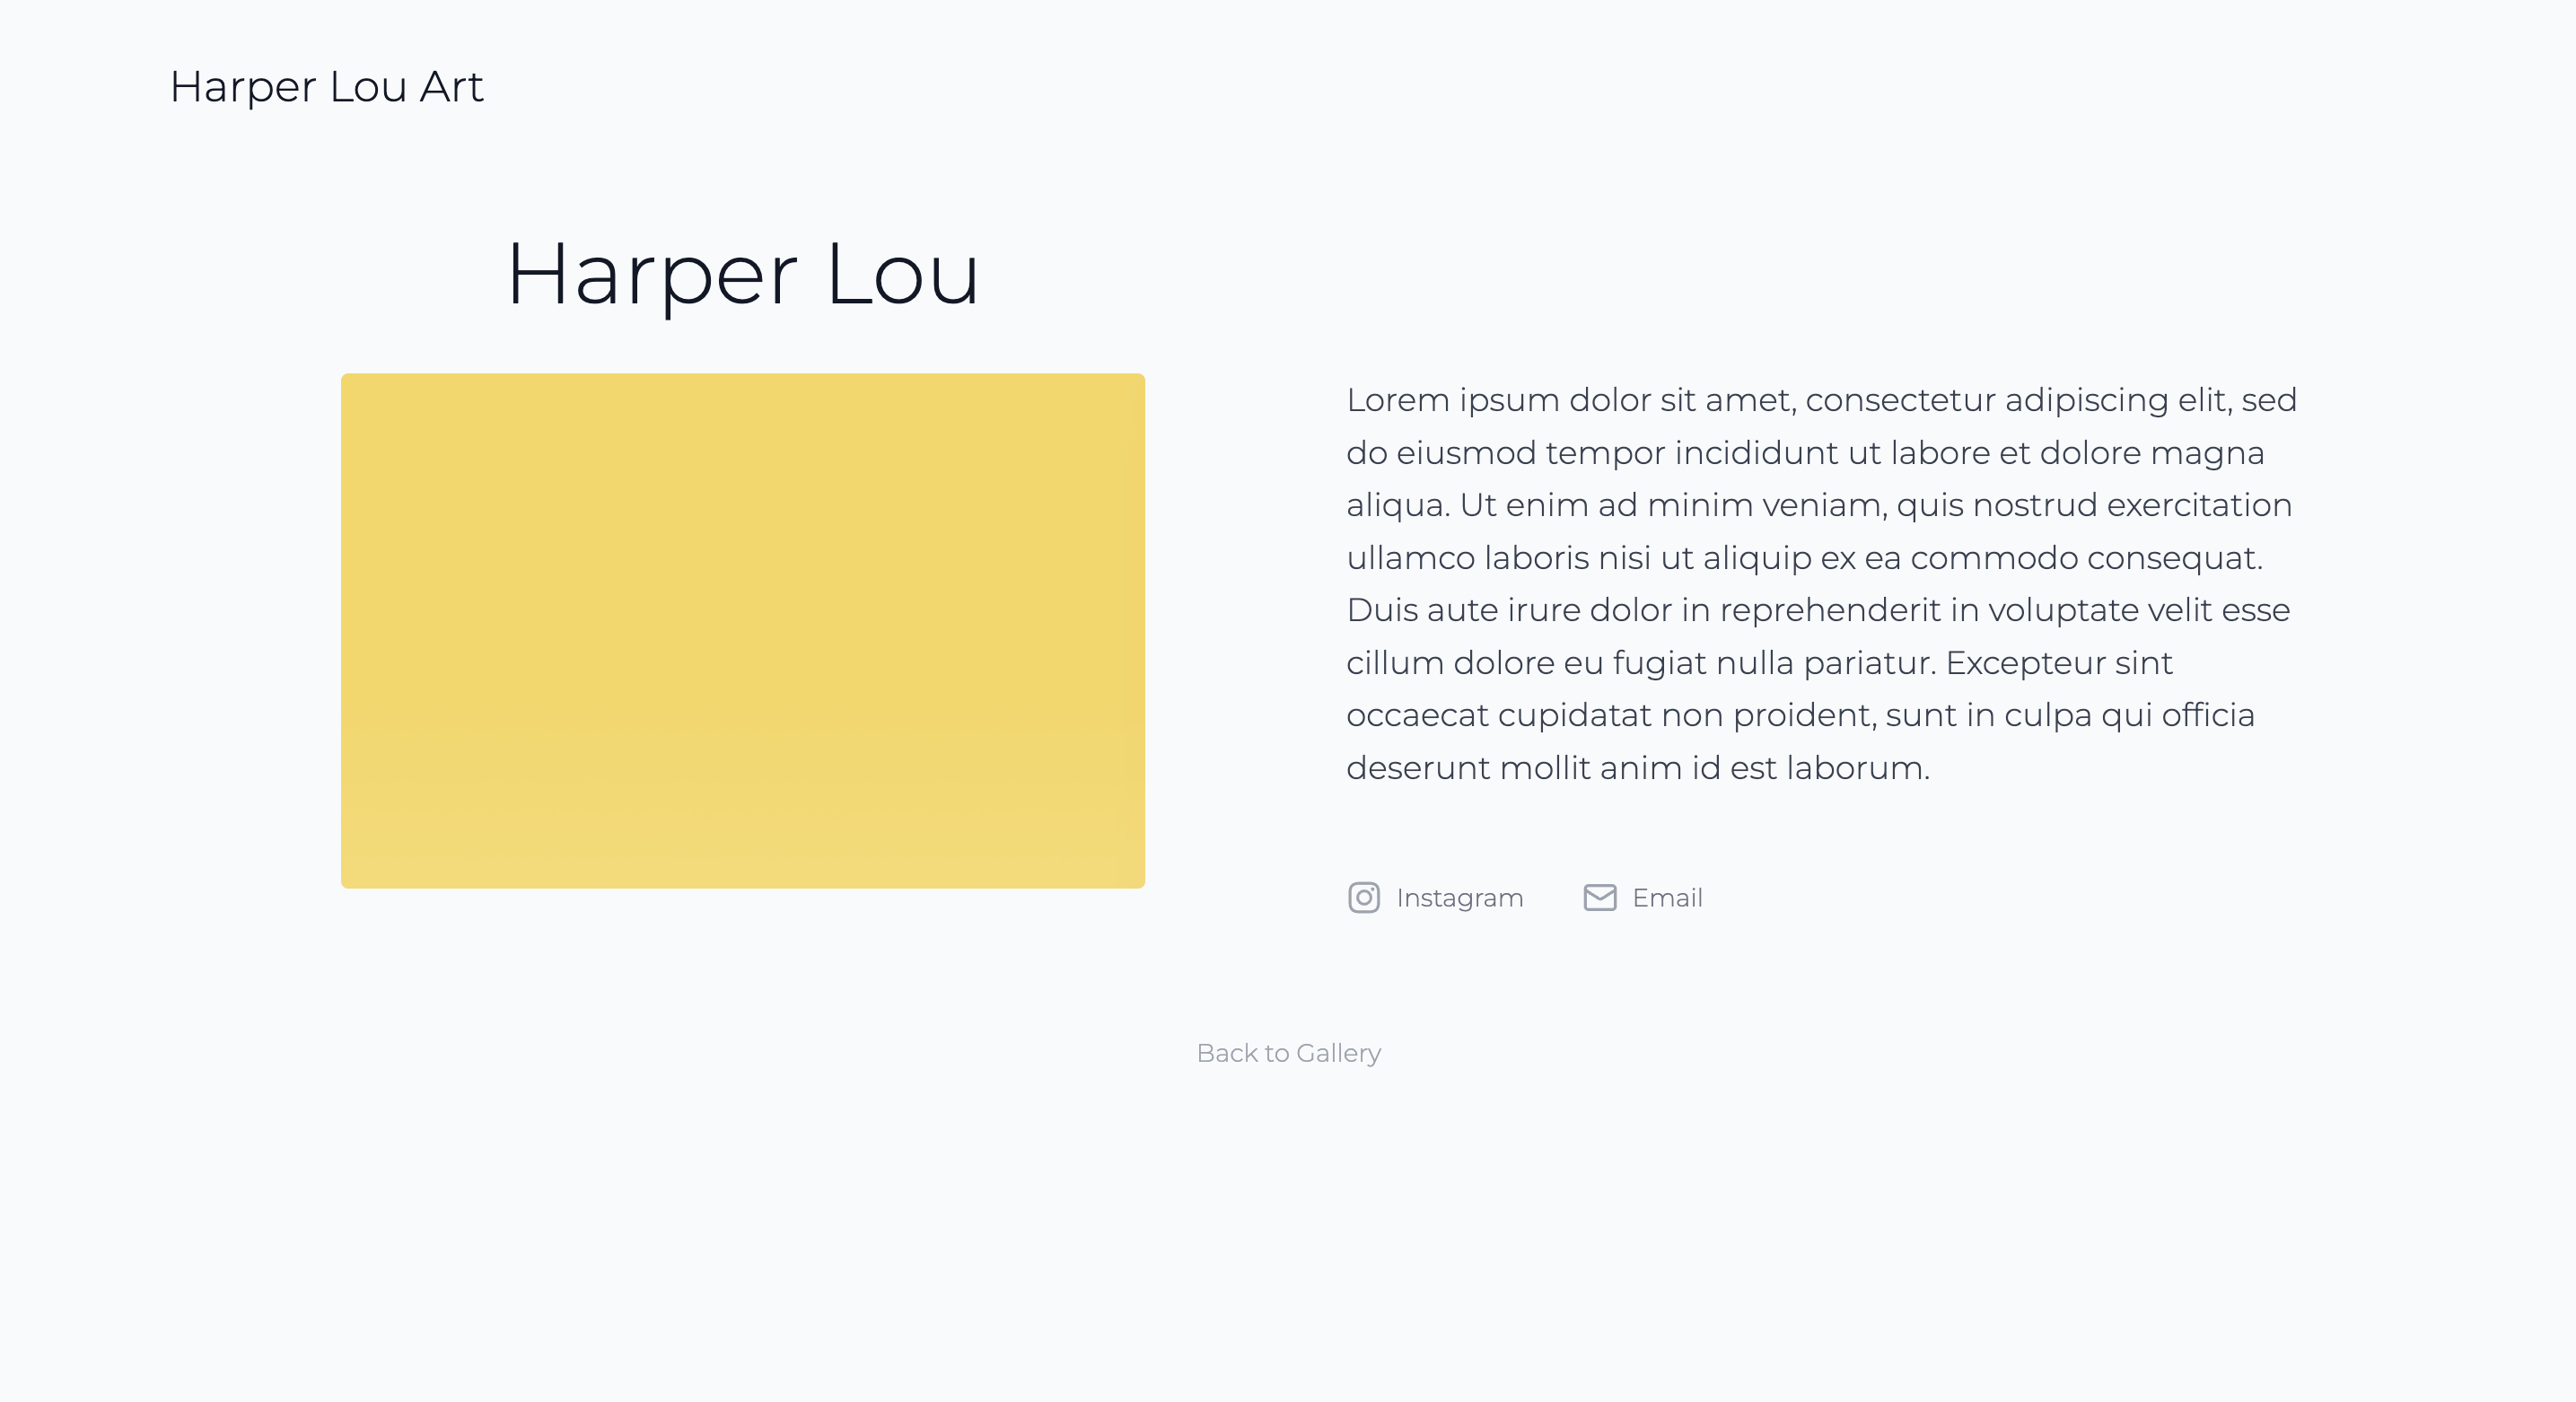 Harper Lou Art
Harper Lou
Lorem ipsum dolor sit amet, consectetur adipiscing elit, sed
do eiusmod tempor incididunt ut labore et dolore magna
aliqua. Ut enim ad minim veniam, quis nostrud exercitation
ullamco laboris nisi ut aliquip ex ea commodo consequat.
Duis aute irure dolor in reprehenderit in voluptate velit esse
cillum dolore eu fugiat nulla pariatur. Excepteur sint
occaecat cupidatat non proident, sunt in culpa qui officia
deserunt mollit anim id est laborum.
Instagram Email
Back to Gallery